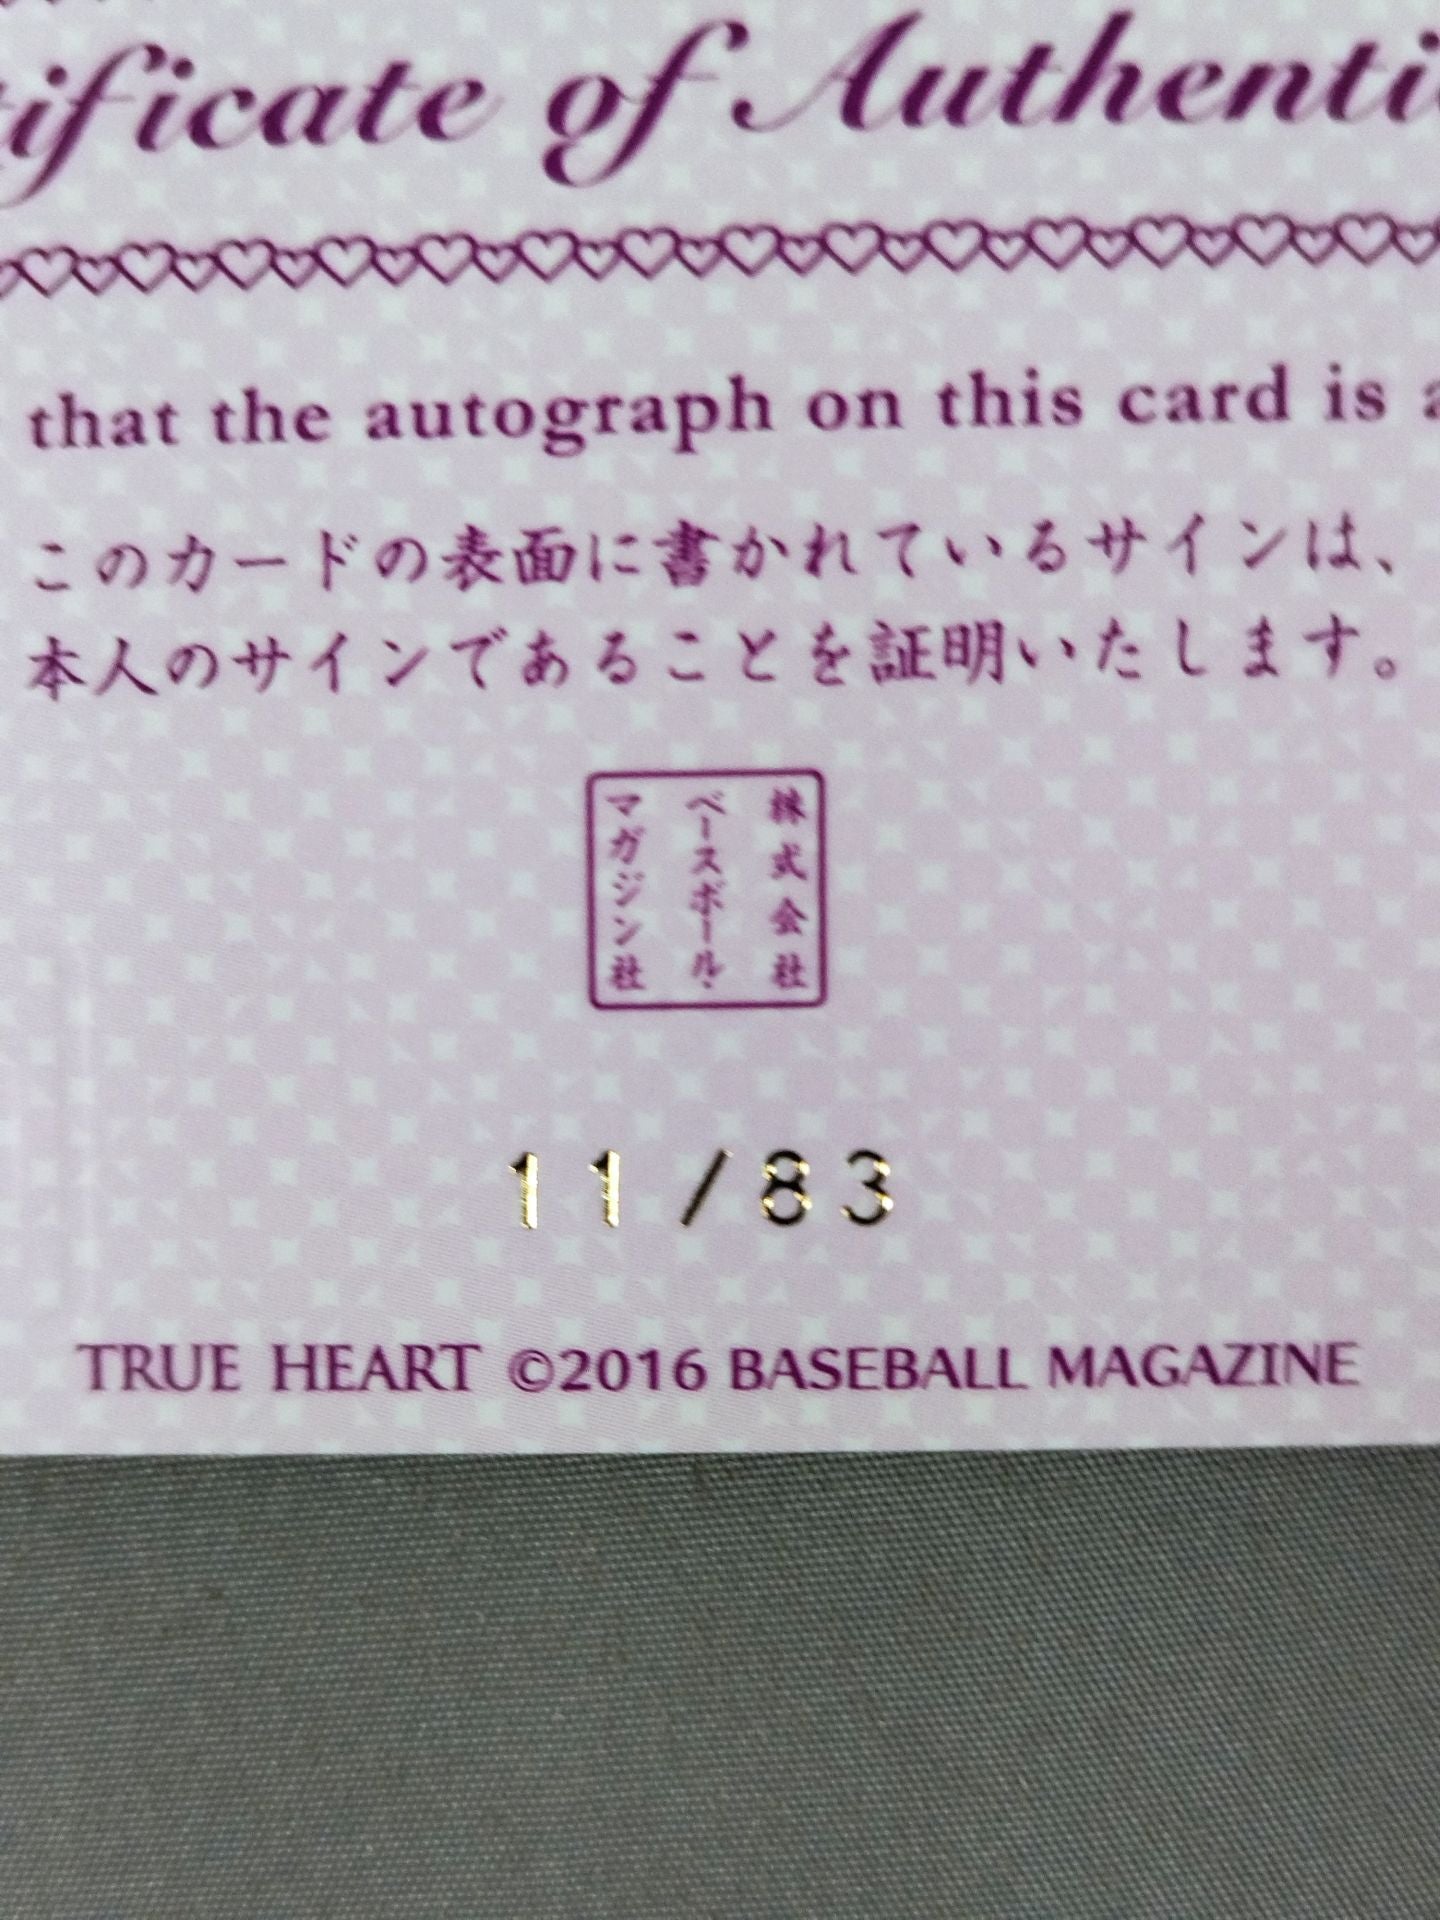 tificate of Authenti
that the autograph on this card is a
このカードの表面に書かれているサインは、
本人のサインであることを証明いたします。
株式会社
ベースボール・
マガジン社
11/83
TRUE HEART ©2016 BASEBALL MAGAZINE